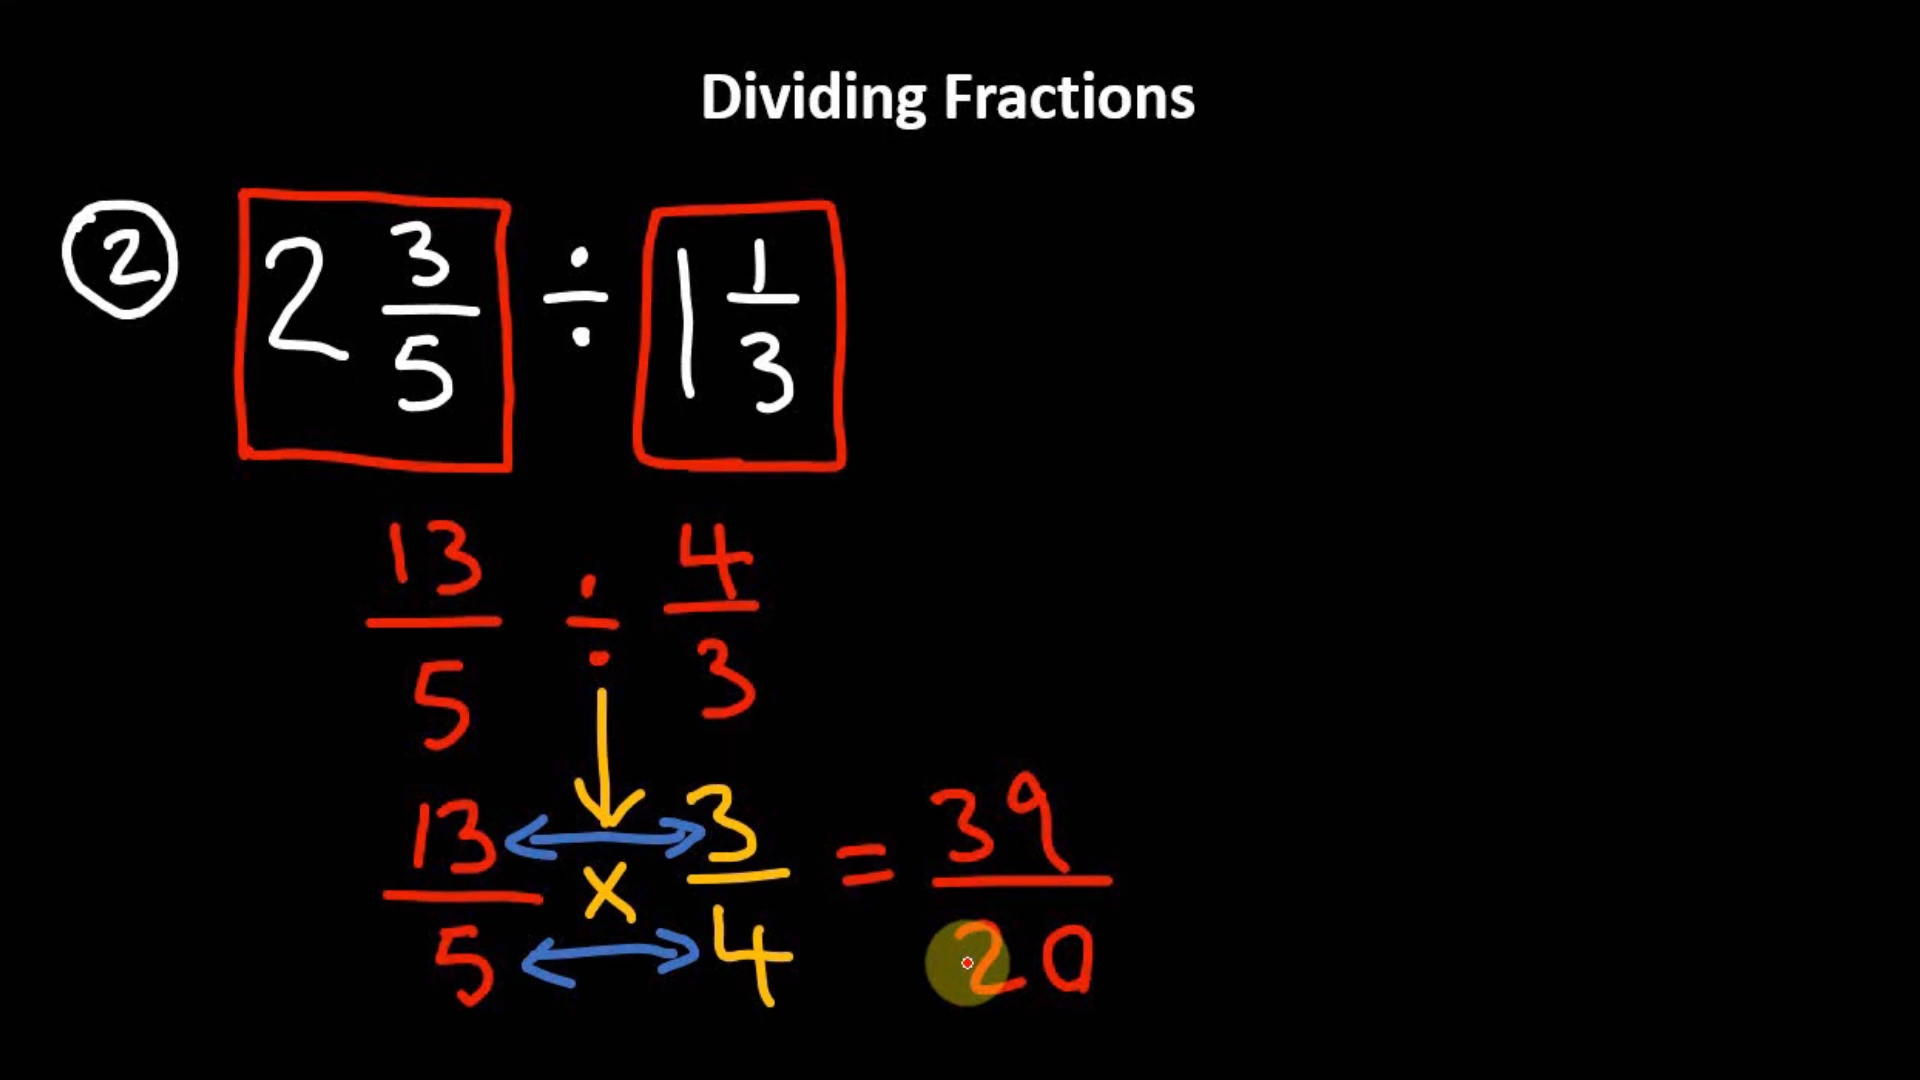 Dividing Fractions
2 2 3/5 ÷ 1 1/3
13/5 ÷ 4/3
13/5 x 3/4 = 39/20